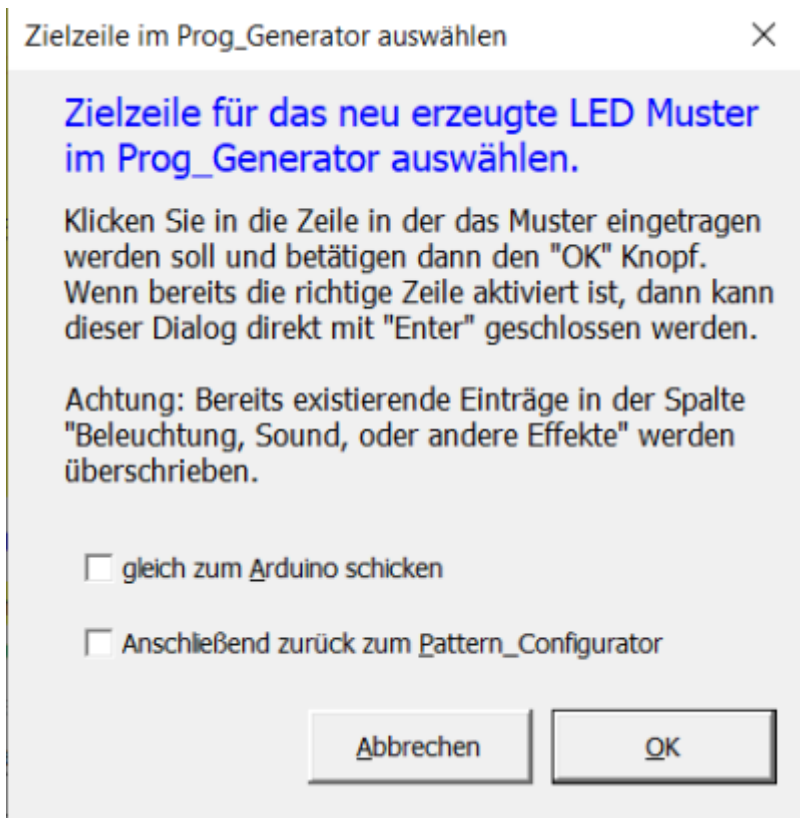 Zielzeile im Prog_Generator auswählen
Zielzeile für das neu erzeugte LED Muster
im Prog_Generator auswählen.
Klicken Sie in die Zeile in der das Muster eingetragen
werden soll und betätigen dann den "OK" Knopf.
Wenn bereits die richtige Zeile aktiviert ist, dann kann
dieser Dialog direkt mit "Enter" geschlossen werden.
Achtung: Bereits existierende Einträge in der Spalte
"Beleuchtung, Sound, oder andere Effekte" werden
überschrieben.
gleich zum Arduino schicken
Anschließend zurück zum Pattern_Configurator
Abbrechen
OK